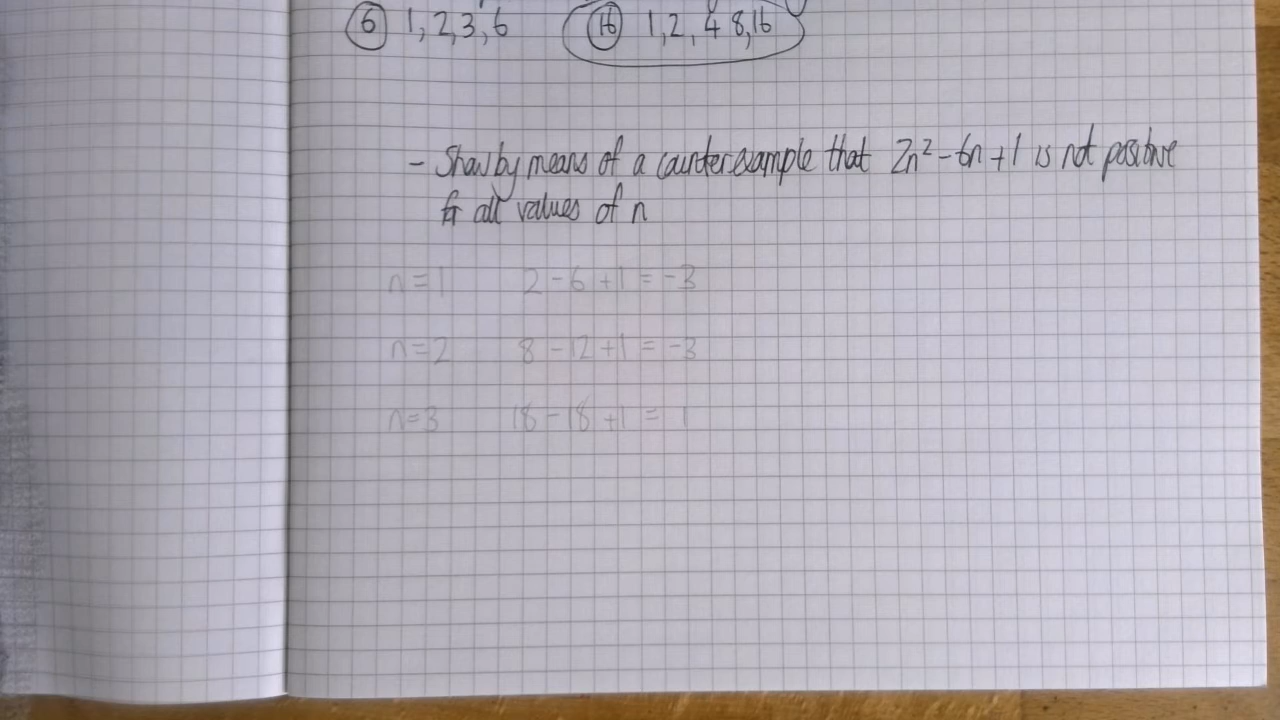 6 1, 2, 3, 6 16 1, 2, 4 8, 16
- Show by means of a counterexample that 2n² - 6n + 1 is not positive
for all values of n
n = 1 2 - 6 + 1 = -3
n = 2 8 - 12 + 1 = -3
n = 3 18 - 18 + 1 = 1